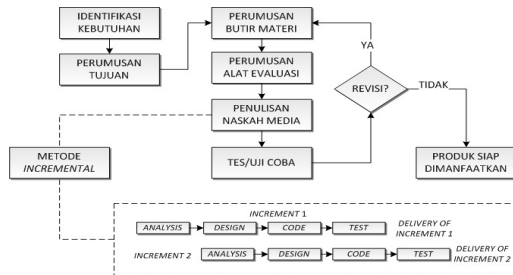 IDENTIFIKASI
KEBUTUHAN
PERUMUSAN
TUJUAN
PERUMUSAN
BUTIR MATERI
PERUMUSAN
ALAT EVALUASI
PENULISAN
NASKAH MEDIA
TES/UJI COBA
YA
REVISI?
TIDAK
PRODUK SIAP
DIMANFAATKAN
METODE
INCREMENTAL
INCREMENT 1
ANALYSIS
DESIGN
CODE
TEST
DELIVERY OF
INCREMENT 1
INCREMENT 2
ANALYSIS
DESIGN
CODE
TEST
DELIVERY OF
INCREMENT 2